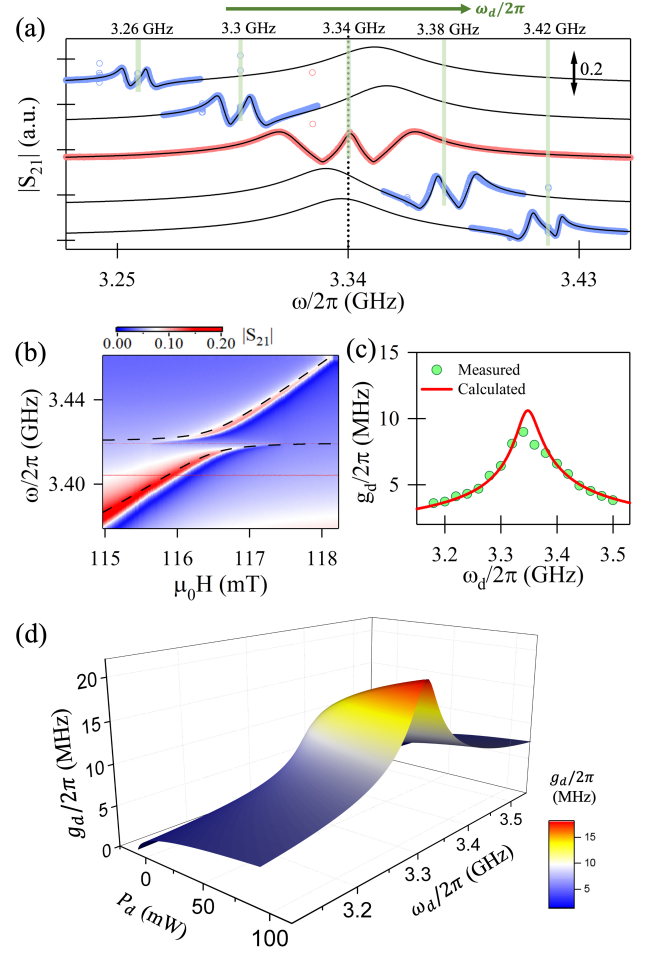 (a)
ω_d/2π
3.26 GHz 3.3 GHz 3.34 GHz 3.38 GHz 3.42 GHz
0.2
|S₂₁| (a.u.)
3.25 3.34 3.43
ω/2π (GHz)
(b)
0.00 0.10 0.20 |S₂₁|
ω/2π (GHz)
3.44
3.40
115 116 117 118
μ₀H (mT)
(c)
15
10
5
g_d/2π (MHz)
Measured
Calculated
3.2 3.3 3.4 3.5
ω_d/2π (GHz)
(d)
20
15
10
5
0
g_d/2π (MHz)
0
50
100
P_d (mW)
3.2
3.3
3.4
3.5
ω_d/2π (GHz)
g_d/2π
(MHz)
15
10
5